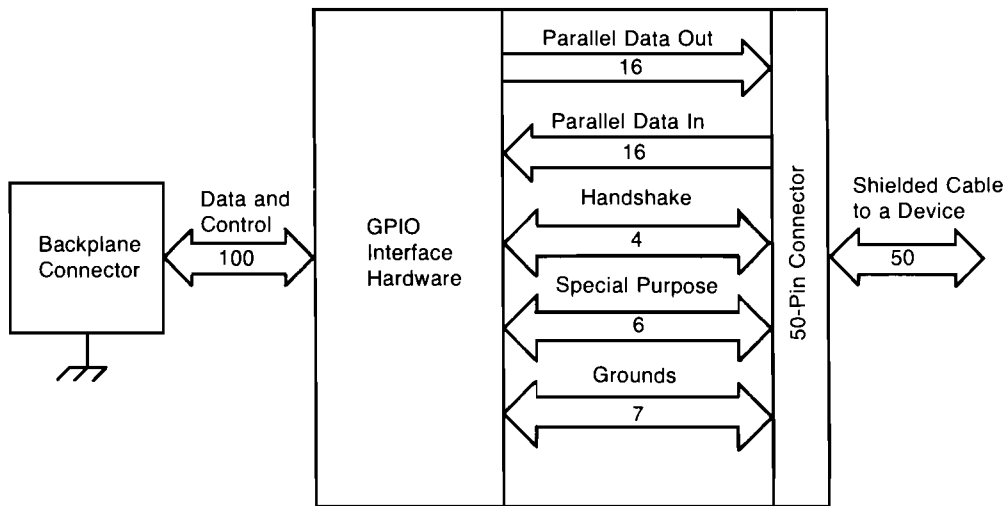 Backplane
Connector
Data and
Control
100
GPIO
Interface
Hardware
Parallel Data Out
16
Parallel Data In
16
Handshake
4
Special Purpose
6
Grounds
7
50-Pin Connector
Shielded Cable
to a Device
50